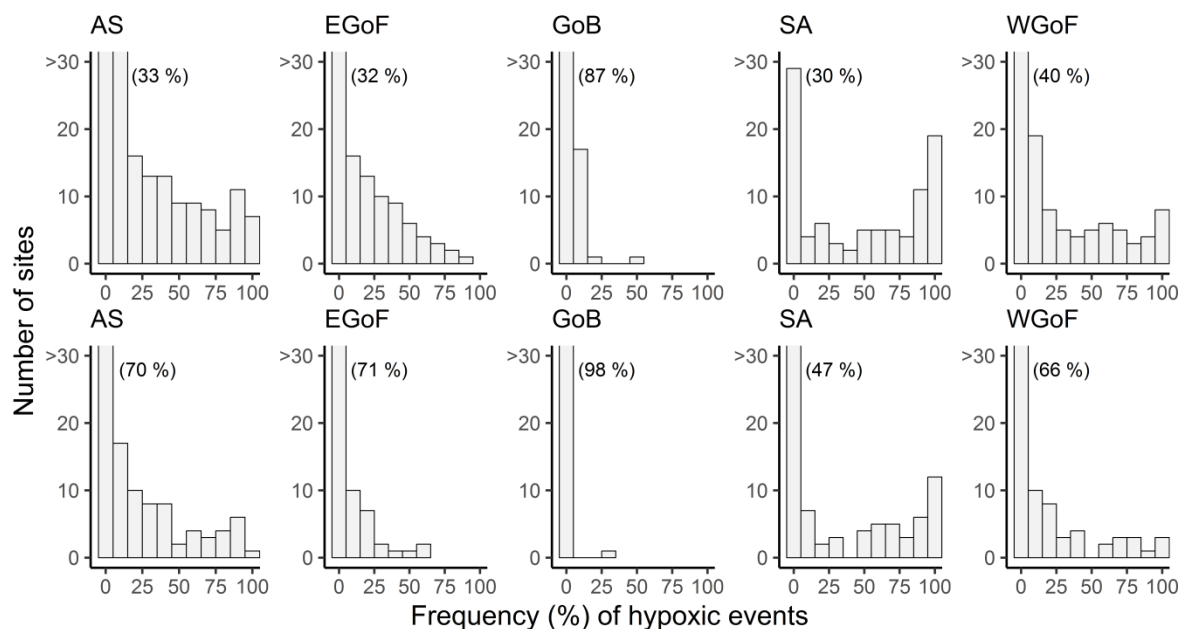 AS EGoF GoB SA WGoF
>30 (33 %) >30 (32 %) >30 (87 %) >30 (30 %) >30 (40 %)
20 20 20 20 20
10 10 10 10 10
0 0 0 0 0
0 25 50 75 100 0 25 50 75 100 0 25 50 75 100 0 25 50 75 100 0 25 50 75 100
Number of sites
AS EGoF GoB SA WGoF
>30 (70 %) >30 (71 %) >30 (98 %) >30 (47 %) >30 (66 %)
20 20 20 20 20
10 10 10 10 10
0 0 0 0 0
0 25 50 75 100 0 25 50 75 100 0 25 50 75 100 0 25 50 75 100 0 25 50 75 100
Frequency (%) of hypoxic events